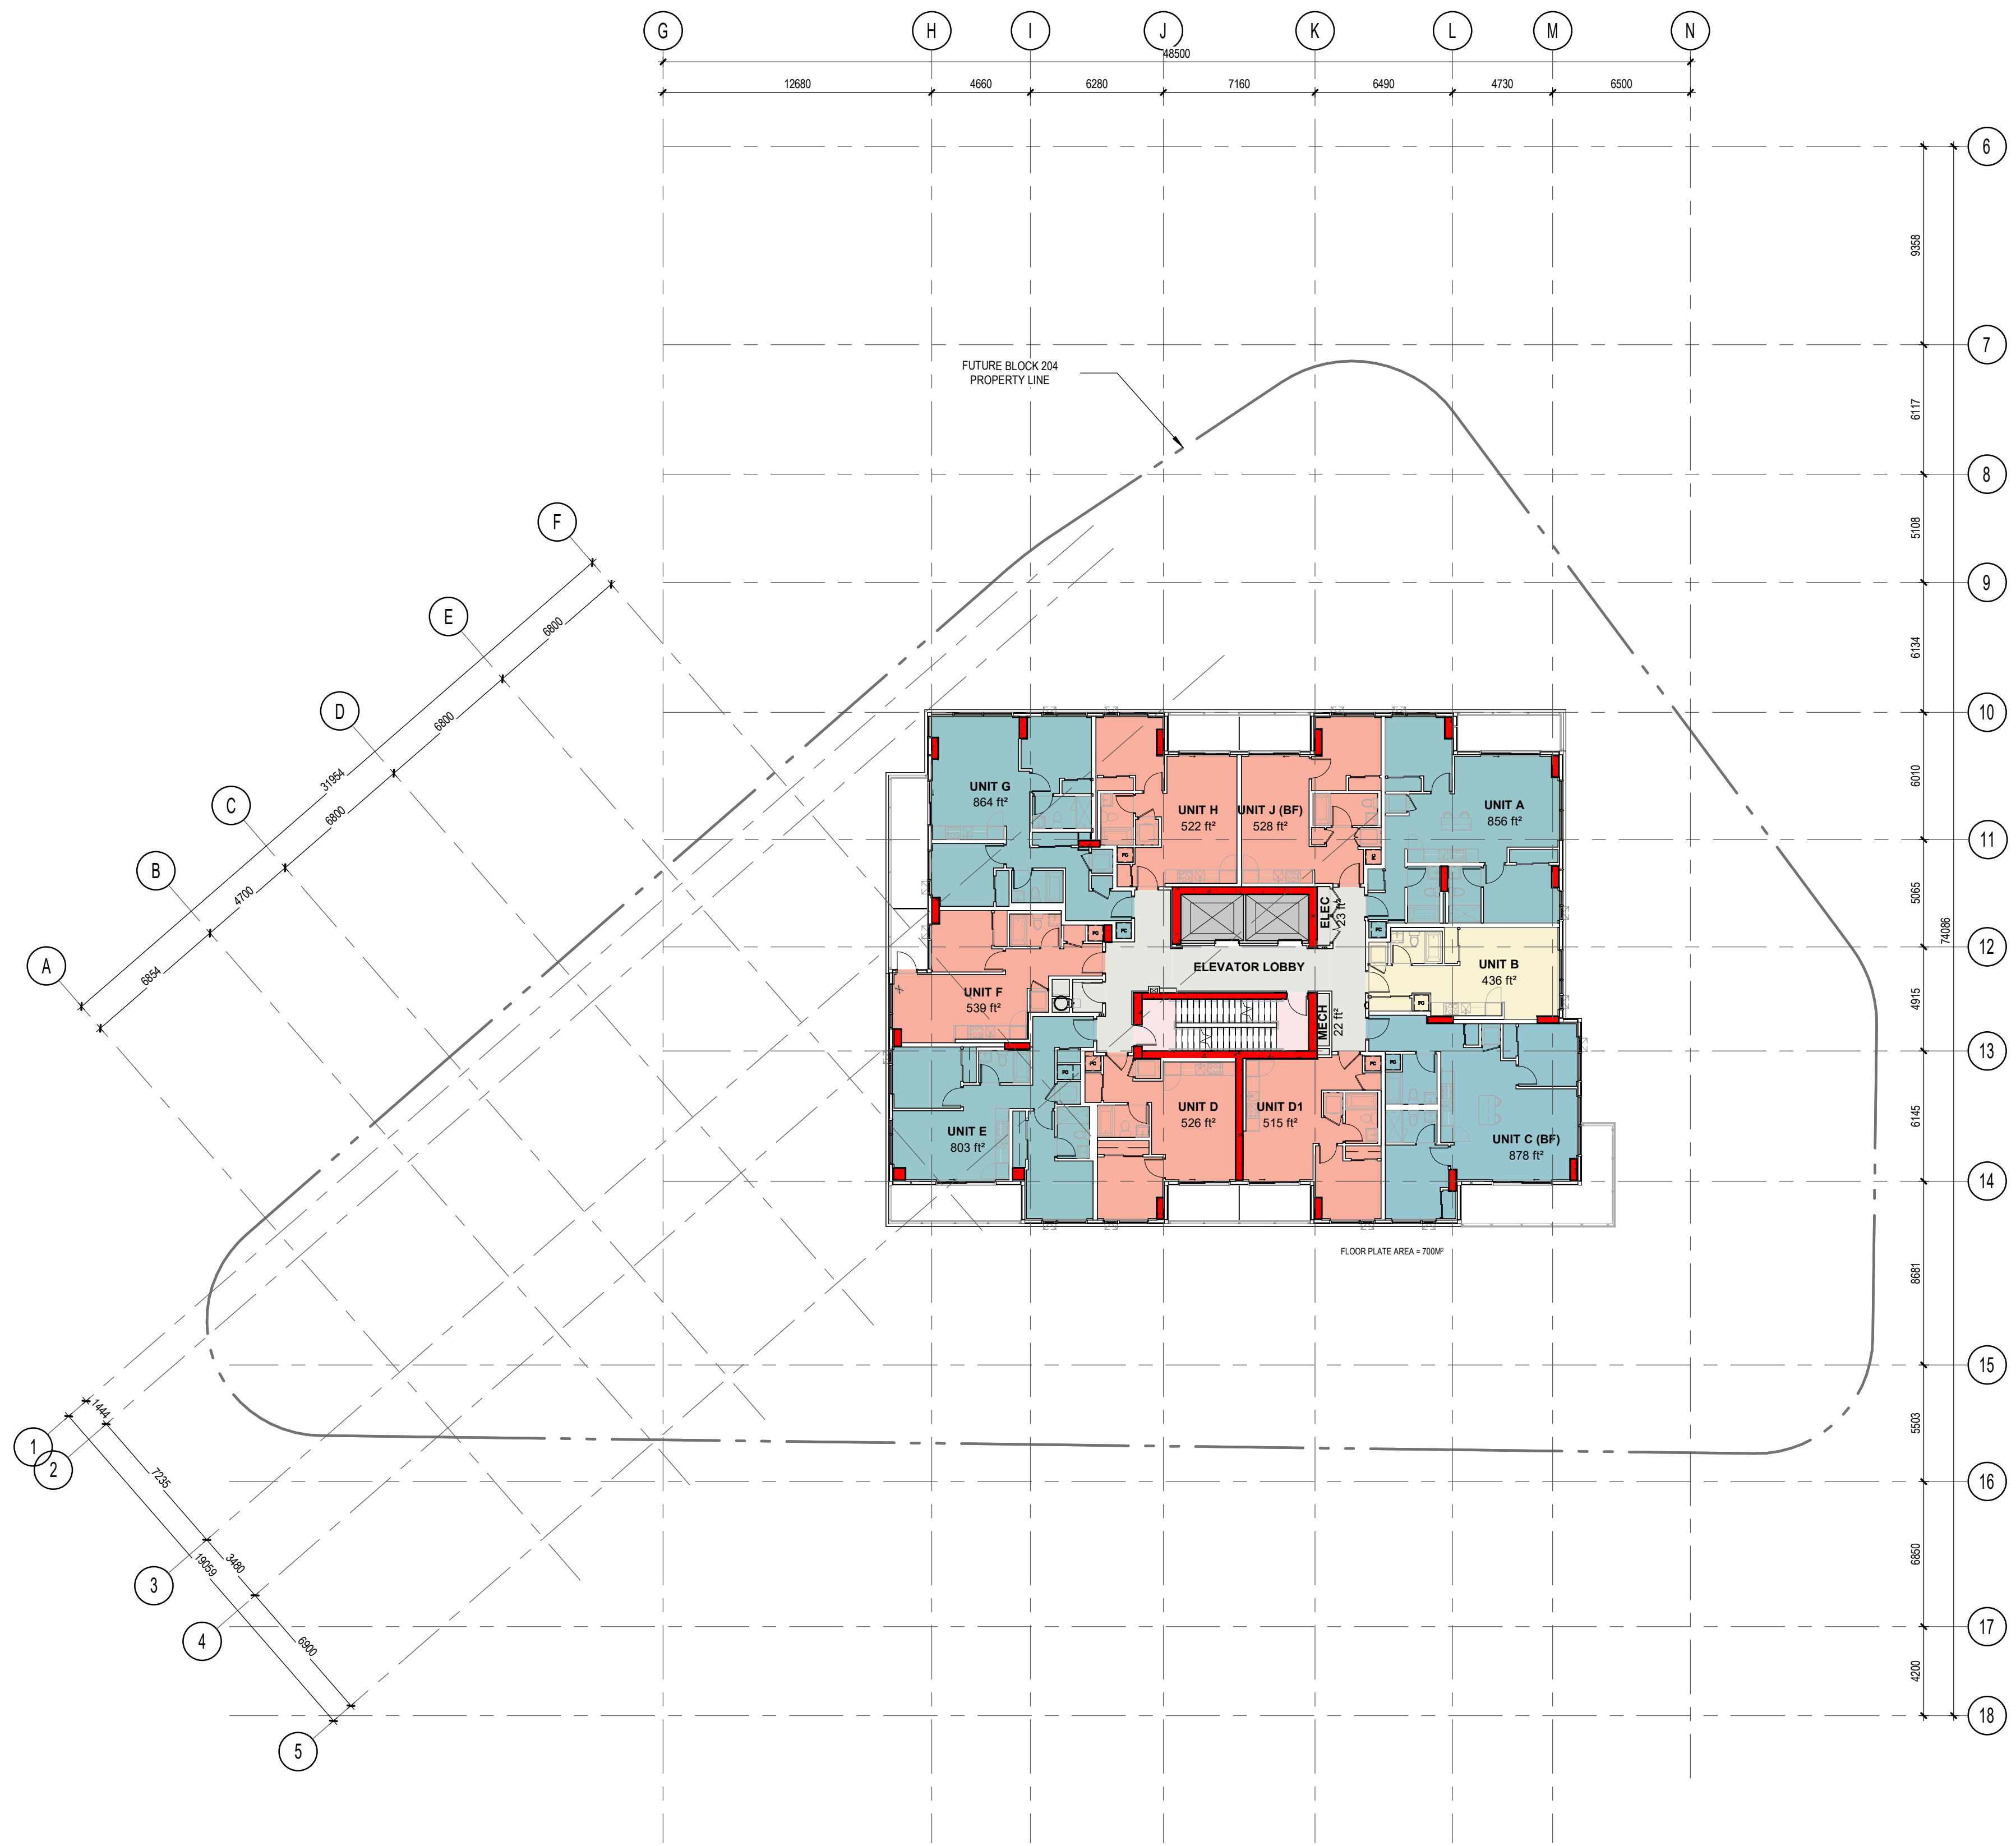 G
H
I
J
K
L
M
N
48500
12680
4660
6280
7160
6490
4730
6500
6
9358
7
FUTURE BLOCK 204
PROPERTY LINE
6117
8
5108
F
9
6800
E
6134
6800
D
10
31954
6800
C
6010
UNIT G
864 ft²
UNIT H
522 ft²
UNIT J (BF)
528 ft²
UNIT A
856 ft²
11
B
4700
5065
74086
ELEC
23 ft²
12
A
6854
ELEVATOR LOBBY
UNIT B
436 ft²
UNIT F
539 ft²
4915
MECH
22 ft²
13
UNIT D
526 ft²
UNIT D1
515 ft²
6145
UNIT E
803 ft²
UNIT C (BF)
878 ft²
14
FLOOR PLATE AREA = 700M²
8681
15
1444
1
2
5503
7235
16
3
3480
19059
6850
4
6900
17
4200
18
5